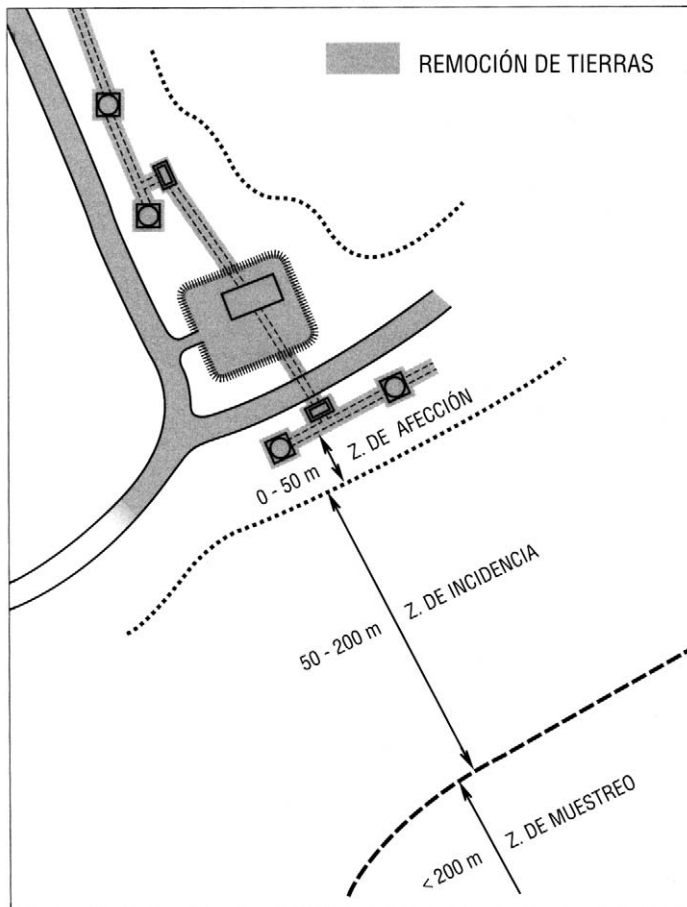 REMOCIÓN DE TIERRAS
0 - 50 m
Z. DE AFECCIÓN
50 - 200 m
Z. DE INCIDENCIA
< 200 m
Z. DE MUESTREO